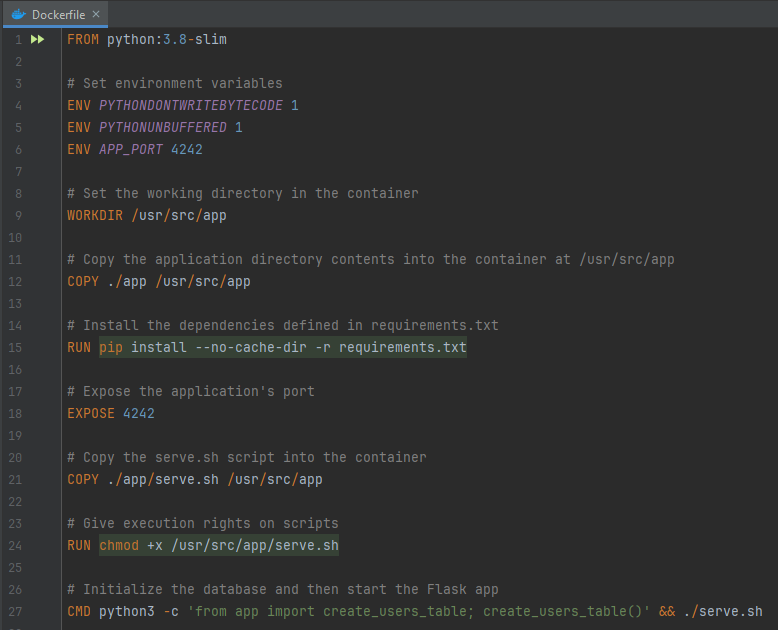 Dockerfile
1 FROM python:3.8-slim
2
3 # Set environment variables
4 ENV PYTHONDONTWRITEBYTECODE 1
5 ENV PYTHONUNBUFFERED 1
6 ENV APP_PORT 4242
7
8 # Set the working directory in the container
9 WORKDIR /usr/src/app
10
11 # Copy the application directory contents into the container at /usr/src/app
12 COPY ./app /usr/src/app
13
14 # Install the dependencies defined in requirements.txt
15 RUN pip install --no-cache-dir -r requirements.txt
16
17 # Expose the application's port
18 EXPOSE 4242
19
20 # Copy the serve.sh script into the container
21 COPY ./app/serve.sh /usr/src/app
22
23 # Give execution rights on scripts
24 RUN chmod +x /usr/src/app/serve.sh
25
26 # Initialize the database and then start the Flask app
27 CMD python3 -c 'from app import create_users_table; create_users_table()' && ./serve.sh